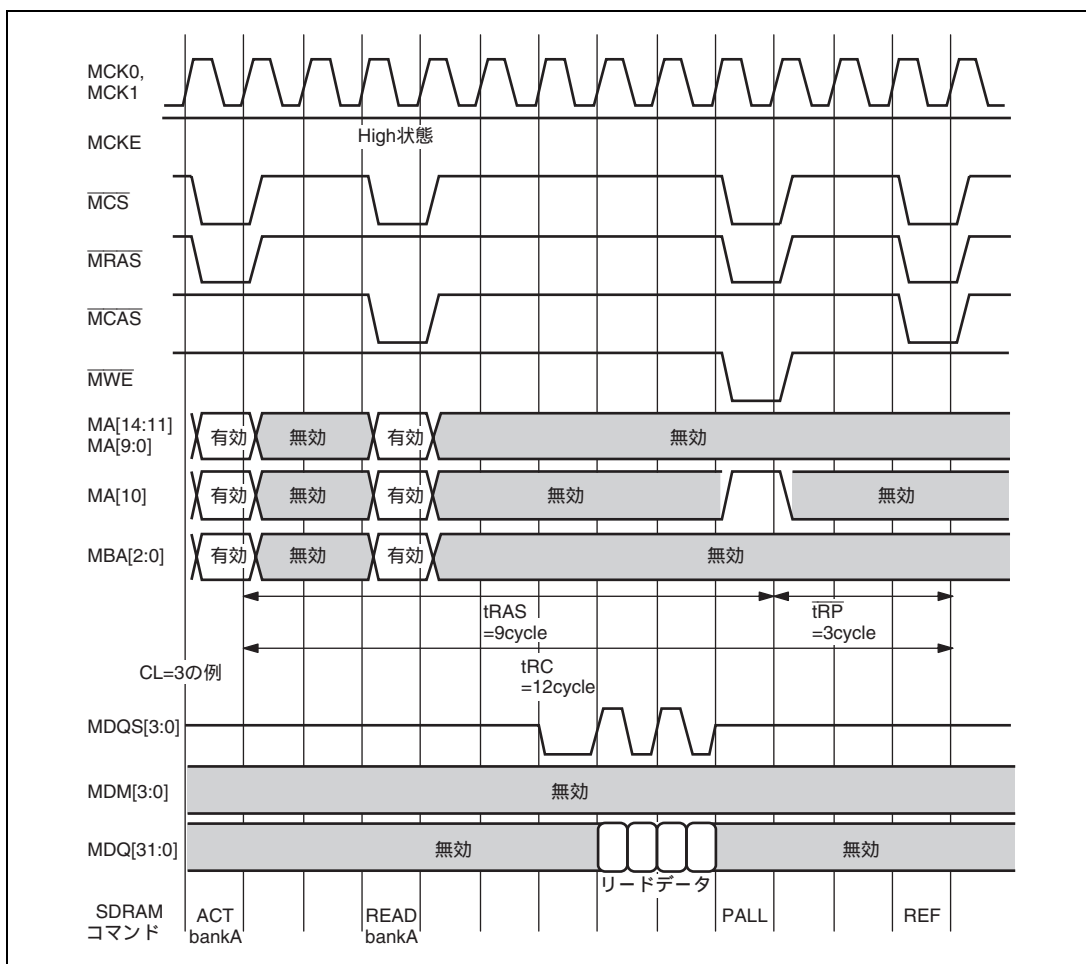 MCK0,
MCK1
MCKE
High状態
MCS
MRAS
MCAS
MWE
MA[14:11]
MA[9:0]
有効
無効
有効
無効
MA[10]
有効
無効
有効
無効
無効
MBA[2:0]
有効
無効
有効
無効
tRAS
=9cycle
tRP
=3cycle
CL=3の例
tRC
=12cycle
MDQS[3:0]
MDM[3:0]
無効
MDQ[31:0]
無効
無効
リードデータ
SDRAM
コマンド
ACT
bankA
READ
bankA
PALL
REF